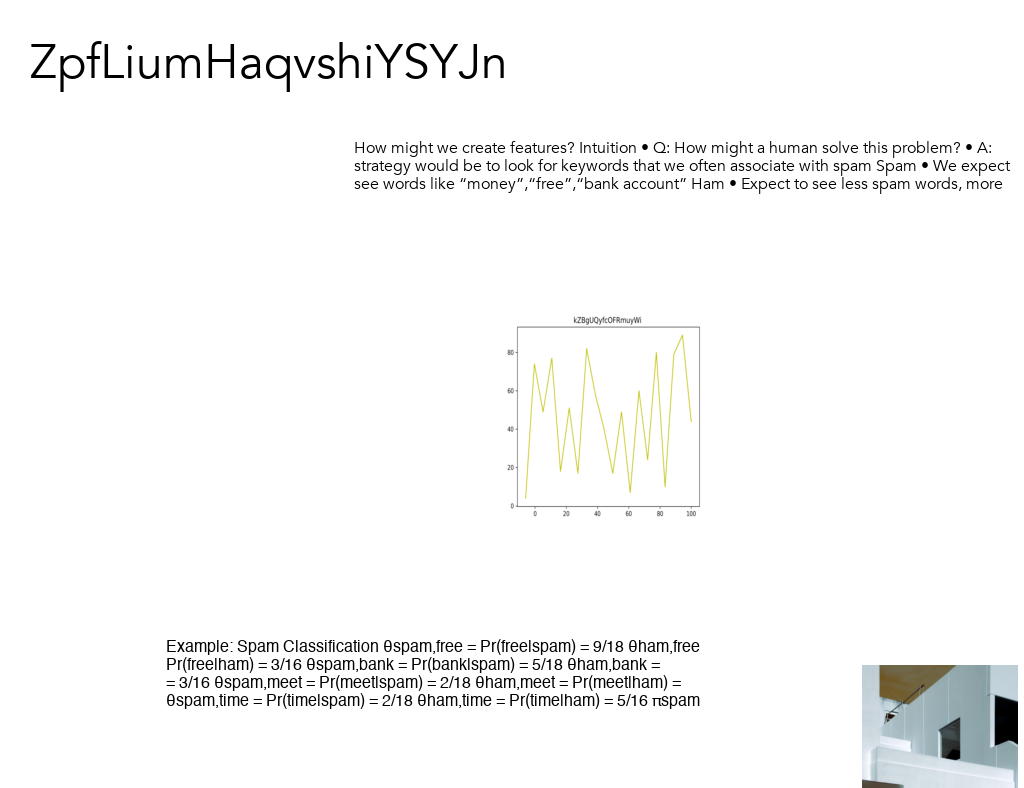 ZpfLiumHaqvshiYSYJn
How might we create features? Intuition • Q: How might a human solve this problem? • A:
strategy would be to look for keywords that we often associate with spam Spam • We expect
see words like “money”,“free”,“bank account” Ham • Expect to see less spam words, more
kZBgUQyfcOFRmuyWi
80
60
40
20
0
0 20 40 60 80 100
Example: Spam Classification θspam,free = Pr(free|spam) = 9/18 θham,free
Pr(free|ham) = 3/16 θspam,bank = Pr(bank|spam) = 5/18 θham,bank =
= 3/16 θspam,meet = Pr(meet|spam) = 2/18 θham,meet = Pr(meet|ham) =
θspam,time = Pr(time|spam) = 2/18 θham,time = Pr(time|ham) = 5/16 πspam